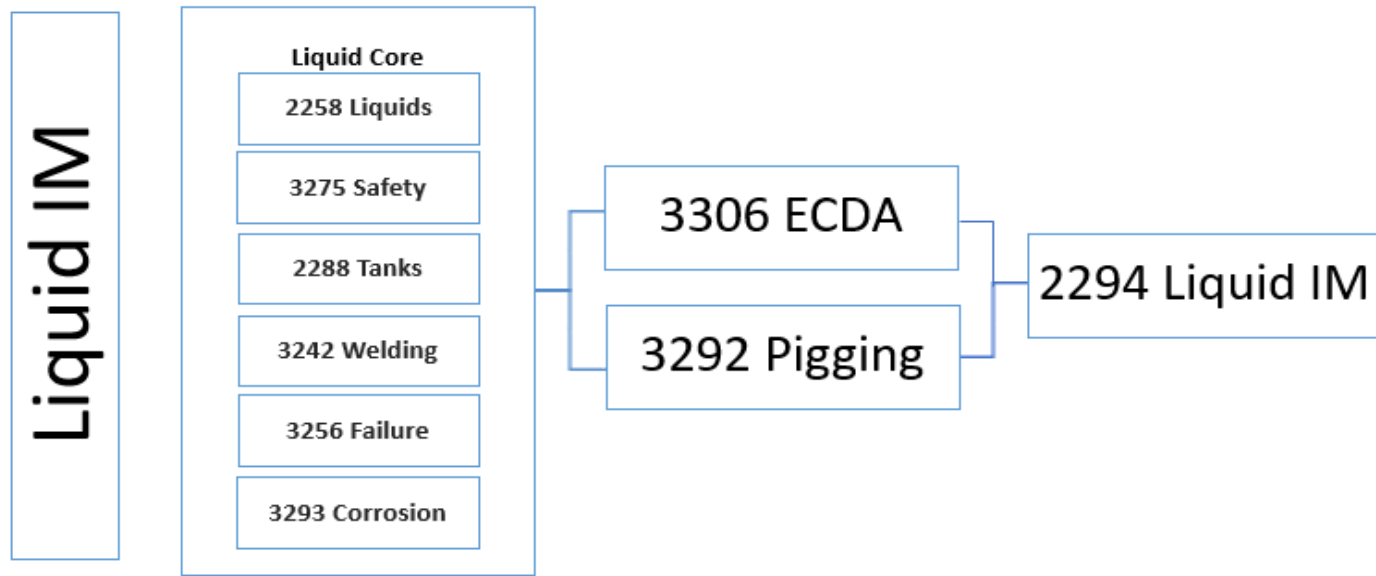 Liquid IM
Liquid Core
2258 Liquids
3275 Safety
2288 Tanks
3242 Welding
3256 Failure
3293 Corrosion
3306 ECDA
3292 Pigging
2294 Liquid IM